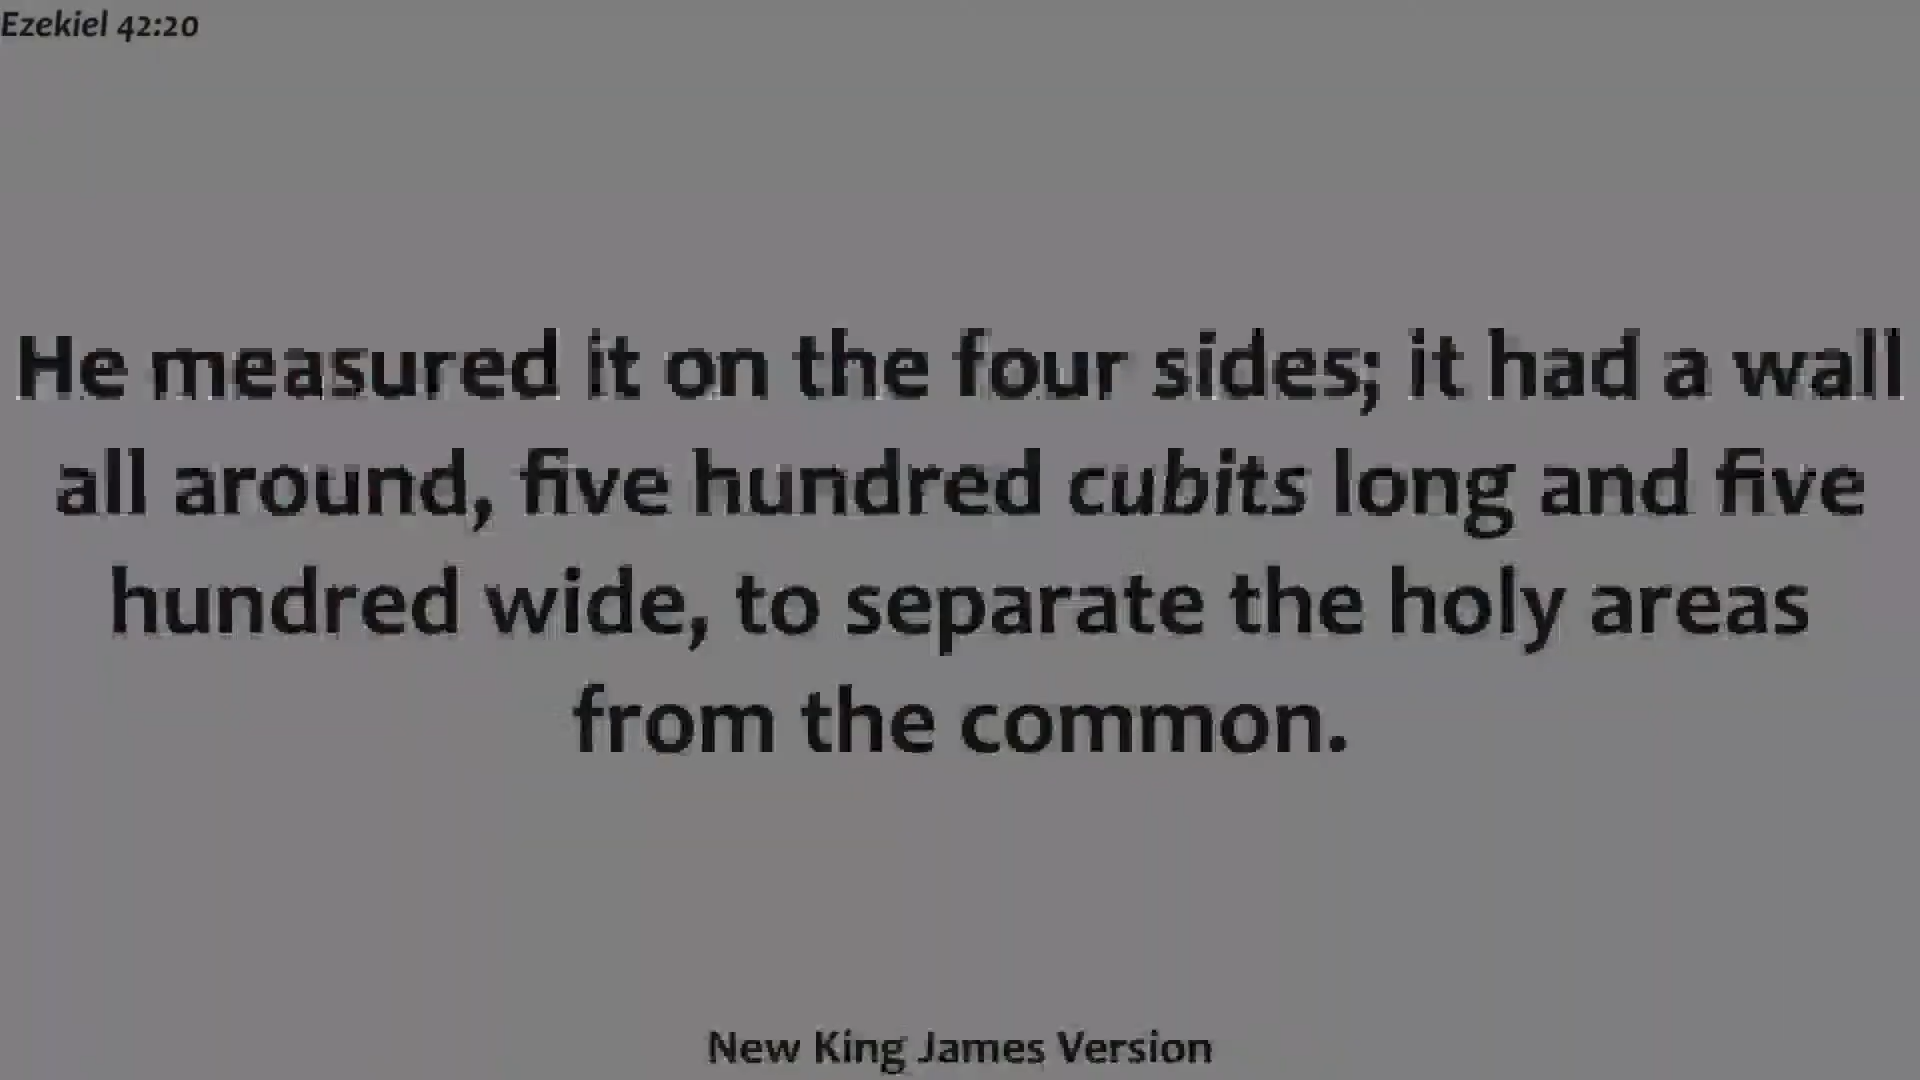 Ezekiel 42:20
He measured it on the four sides; it had a wall
all around, five hundred cubits long and five
hundred wide, to separate the holy areas
from the common.
New King James Version